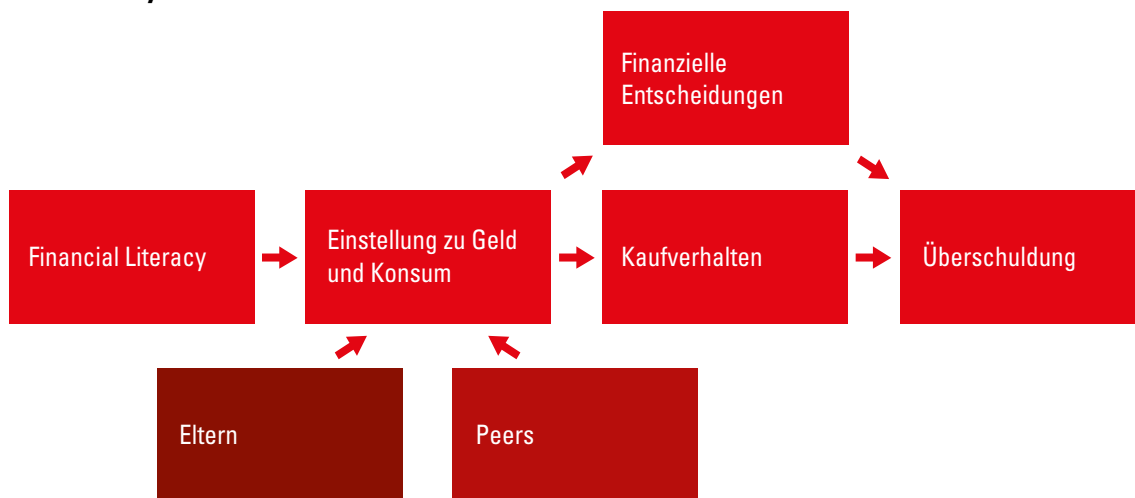 Finanzielle
Entscheidungen
Financial Literacy
Einstellung zu Geld
und Konsum
Kaufverhalten
Überschuldung
Eltern
Peers